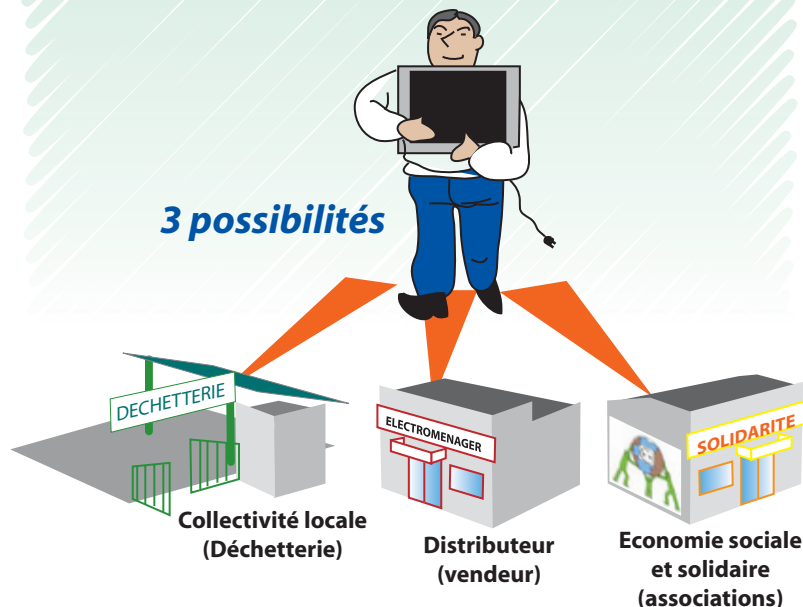 3 possibilités
DECHETTERIE
ELECTROMENAGER
SOLIDARITE
Collectivité locale
(Déchetterie)
Distributeur
(vendeur)
Economie sociale
et solidaire
(associations)